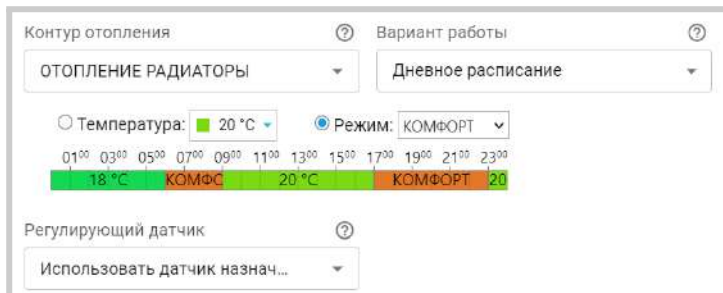 Контур отопления
Вариант работы
ОТОПЛЕНИЕ РАДИАТОРЫ
Дневное расписание
Температура: 20 °C Режим: КОМФОРТ
01⁰⁰ 03⁰⁰ 05⁰⁰ 07⁰⁰ 09⁰⁰ 11⁰⁰ 13⁰⁰ 15⁰⁰ 17⁰⁰ 19⁰⁰ 21⁰⁰ 23⁰⁰
18 °C КОМФС 20 °C КОМФОРТ 20
Регулирующий датчик
Использовать датчик назнач...